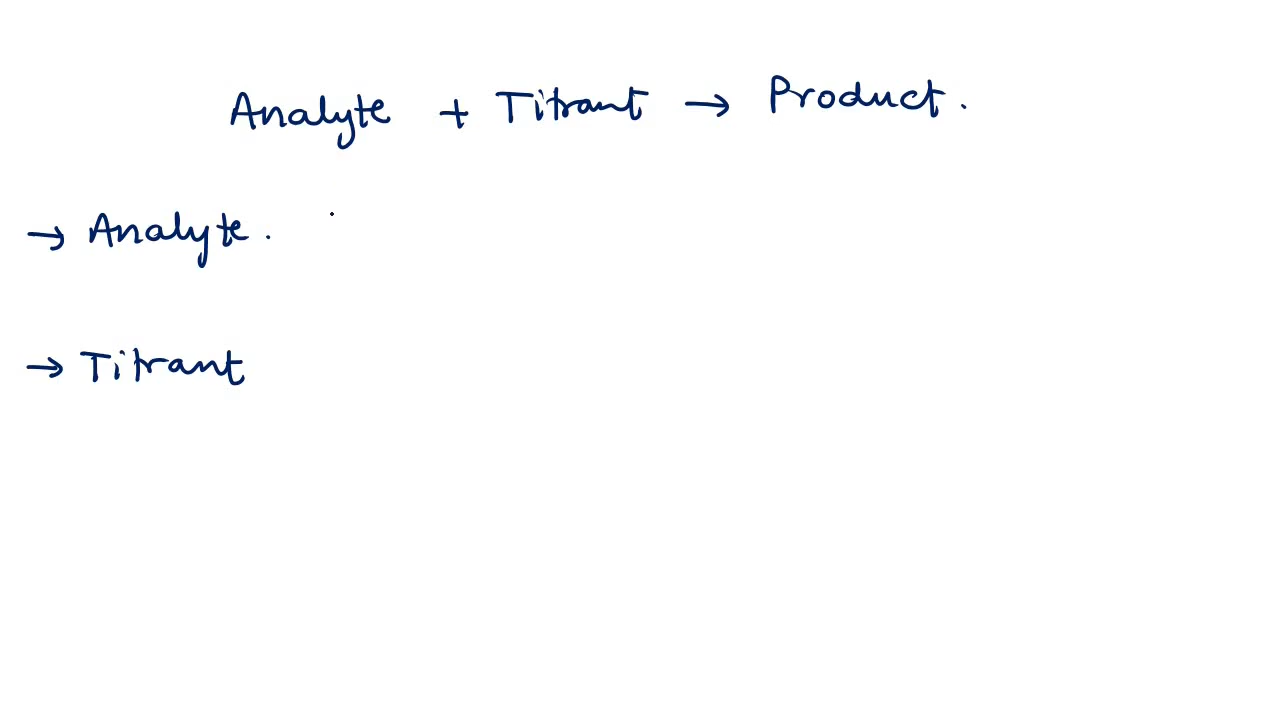 Analyte + Titrant → Product.
→ Analyte.
→ Titrant